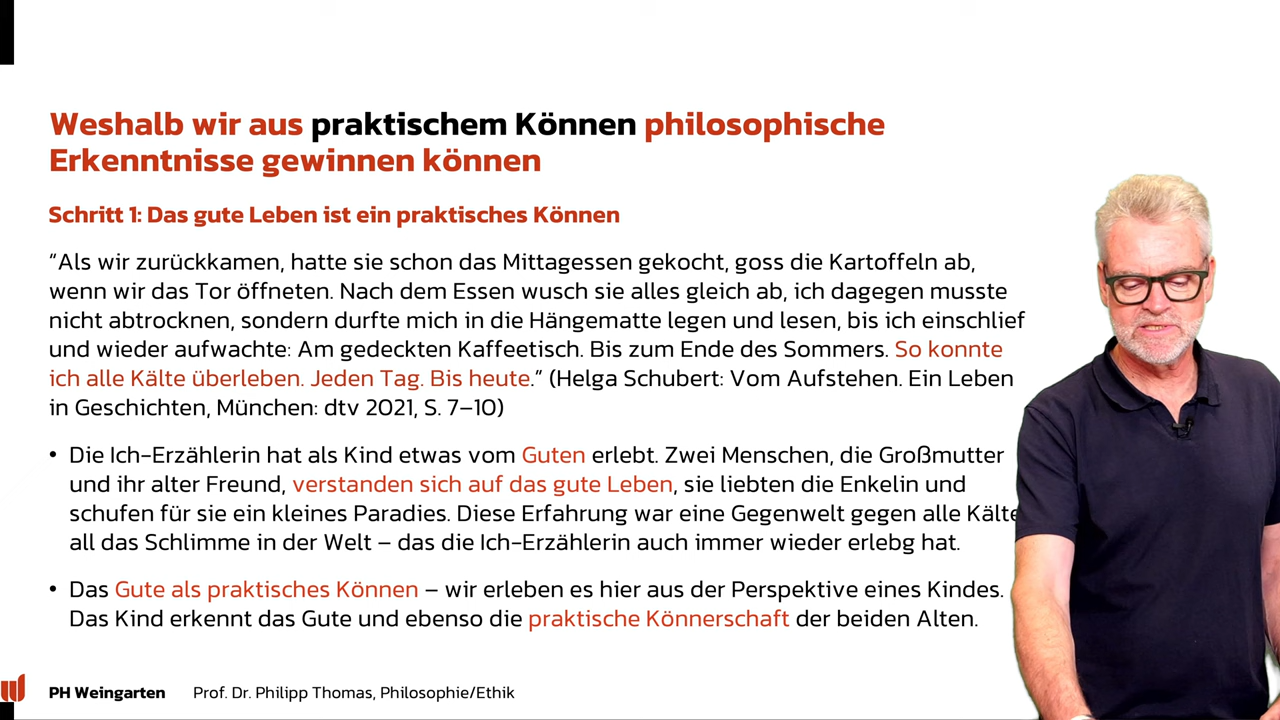 Weshalb wir aus praktischem Können philosophische
Erkenntnisse gewinnen können
Schritt 1: Das gute Leben ist ein praktisches Können
“Als wir zurückkamen, hatte sie schon das Mittagessen gekocht, goss die Kartoffeln ab,
wenn wir das Tor öffneten. Nach dem Essen wusch sie alles gleich ab, ich dagegen musste
nicht abtrocknen, sondern durfte mich in die Hängematte legen und lesen, bis ich einschlief
und wieder aufwachte: Am gedeckten Kaffeetisch. Bis zum Ende des Sommers. So konnte
ich alle Kälte überleben. Jeden Tag. Bis heute.” (Helga Schubert: Vom Aufstehen. Ein Leben
in Geschichten, München: dtv 2021, S. 7–10)
• Die Ich-Erzählerin hat als Kind etwas vom Guten erlebt. Zwei Menschen, die Großmutter
und ihr alter Freund, verstanden sich auf das gute Leben, sie liebten die Enkelin und
schufen für sie ein kleines Paradies. Diese Erfahrung war eine Gegenwelt gegen alle Kälte
all das Schlimme in der Welt – das die Ich-Erzählerin auch immer wieder erlebg hat.
• Das Gute als praktisches Können – wir erleben es hier aus der Perspektive eines Kindes.
Das Kind erkennt das Gute und ebenso die praktische Könnerschaft der beiden Alten.
PH Weingarten Prof. Dr. Philipp Thomas, Philosophie/Ethik